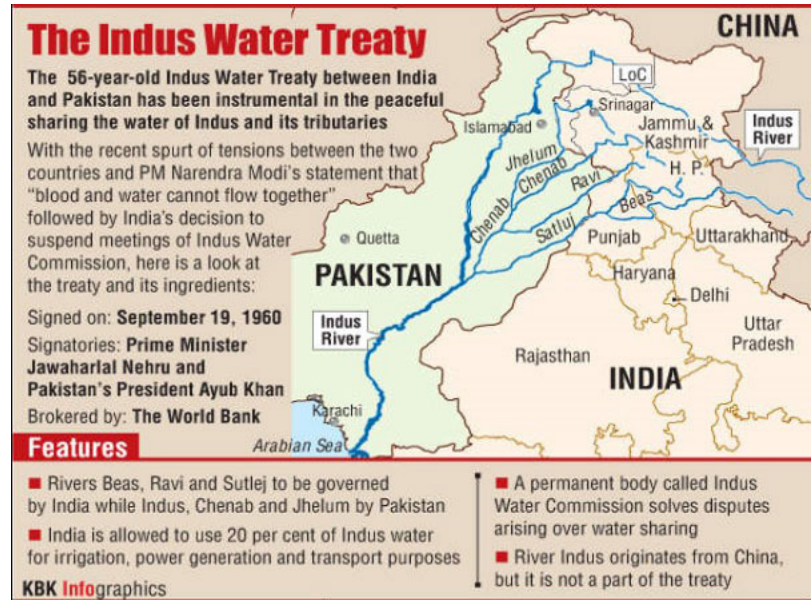 The Indus Water Treaty
The 56-year-old Indus Water Treaty between India
and Pakistan has been instrumental in the peaceful
sharing the water of Indus and its tributaries
With the recent spurt of tensions between the two
countries and PM Narendra Modi's statement that
"blood and water cannot flow together"
followed by India's decision to
suspend meetings of Indus Water
Commission, here is a look at
the treaty and its ingredients:
Signed on: September 19, 1960
Signatories: Prime Minister
Jawaharlal Nehru and
Pakistan's President Ayub Khan
Brokered by: The World Bank
CHINA
LoC
Srinagar
Islamabad
Jammu &
Kashmir
Indus
River
Jhelum
Chenab
Ravi
H. P.
Chenab
Beas
Satluj
Quetta
Punjab
Uttarakhand
PAKISTAN
Haryana
Delhi
Indus
River
Uttar
Pradesh
Rajasthan
INDIA
Karachi
Arabian Sea
Features
Rivers Beas, Ravi and Sutlej to be governed
by India while Indus, Chenab and Jhelum by Pakistan
India is allowed to use 20 per cent of Indus water
for irrigation, power generation and transport purposes
A permanent body called Indus
Water Commission solves disputes
arising over water sharing
River Indus originates from China,
but it is not a part of the treaty
KBK Infographics